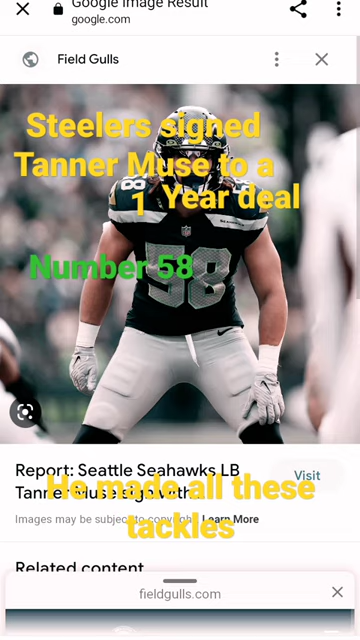 Google Image Result
google.com
Field Gulls
Steelers signed
Tanner Muse to a
1 Year deal
58
Number 58
Report: Seattle Seahawks LB
Visit
He made all these
Images may be subject to copyright. Learn More
tackles
Related content
fieldgulls.com